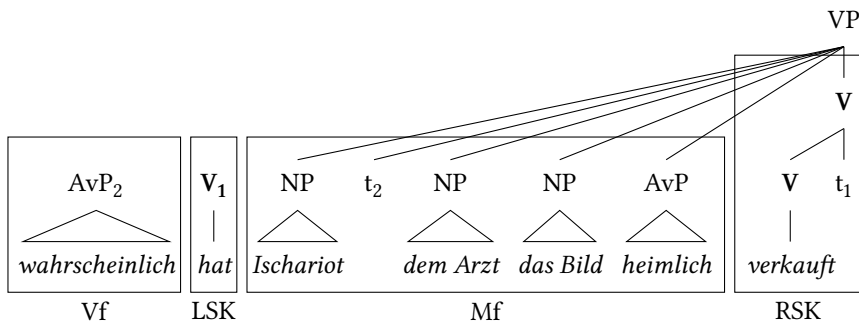 VP
V
AvP₂ V₁ NP t₂ NP NP AvP V t₁
wahrscheinlich hat Ischariot dem Arzt das Bild heimlich verkauft
Vf LSK Mf RSK